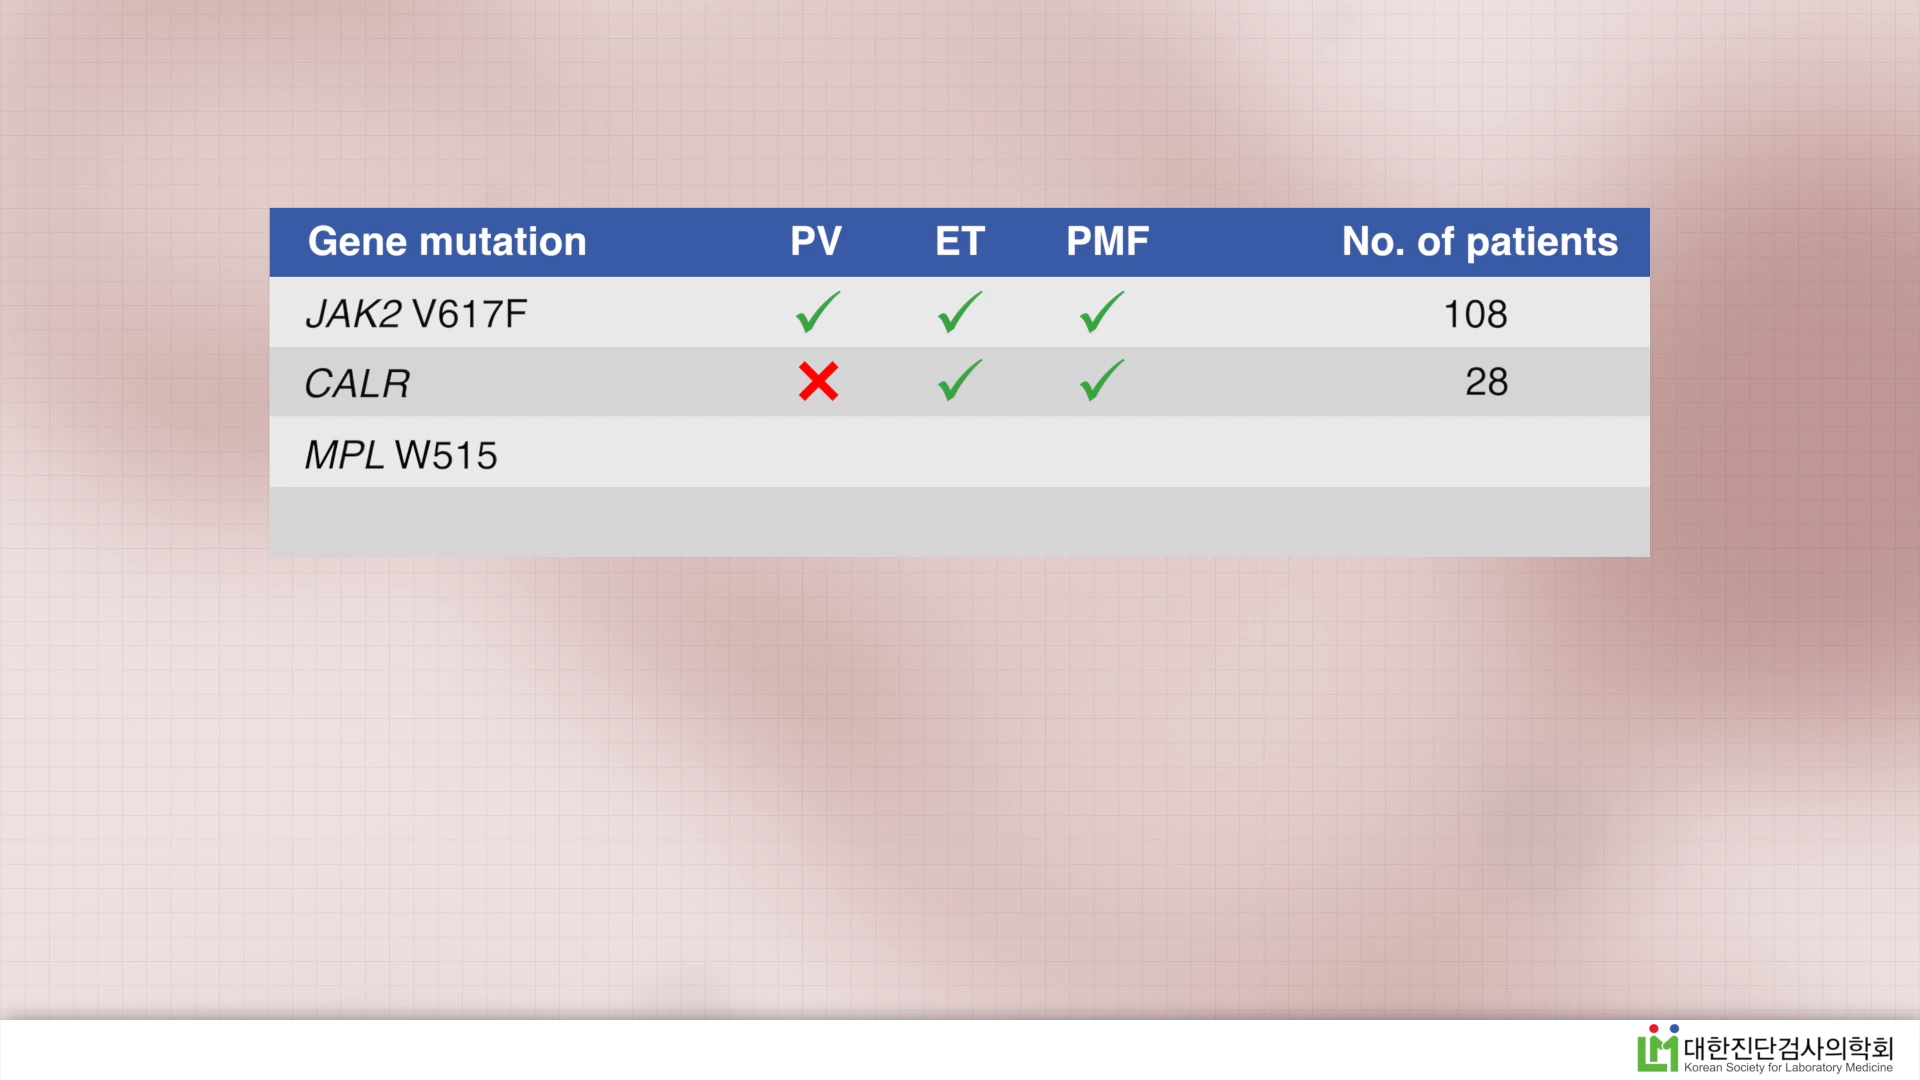 Gene mutation PV ET PMF No. of patients
JAK2 V617F ✓ ✓ ✓ 108
CALR ✗ ✓ ✓ 28
MPL W515
LM 대한진단검사의학회
Korean Society for Laboratory Medicine